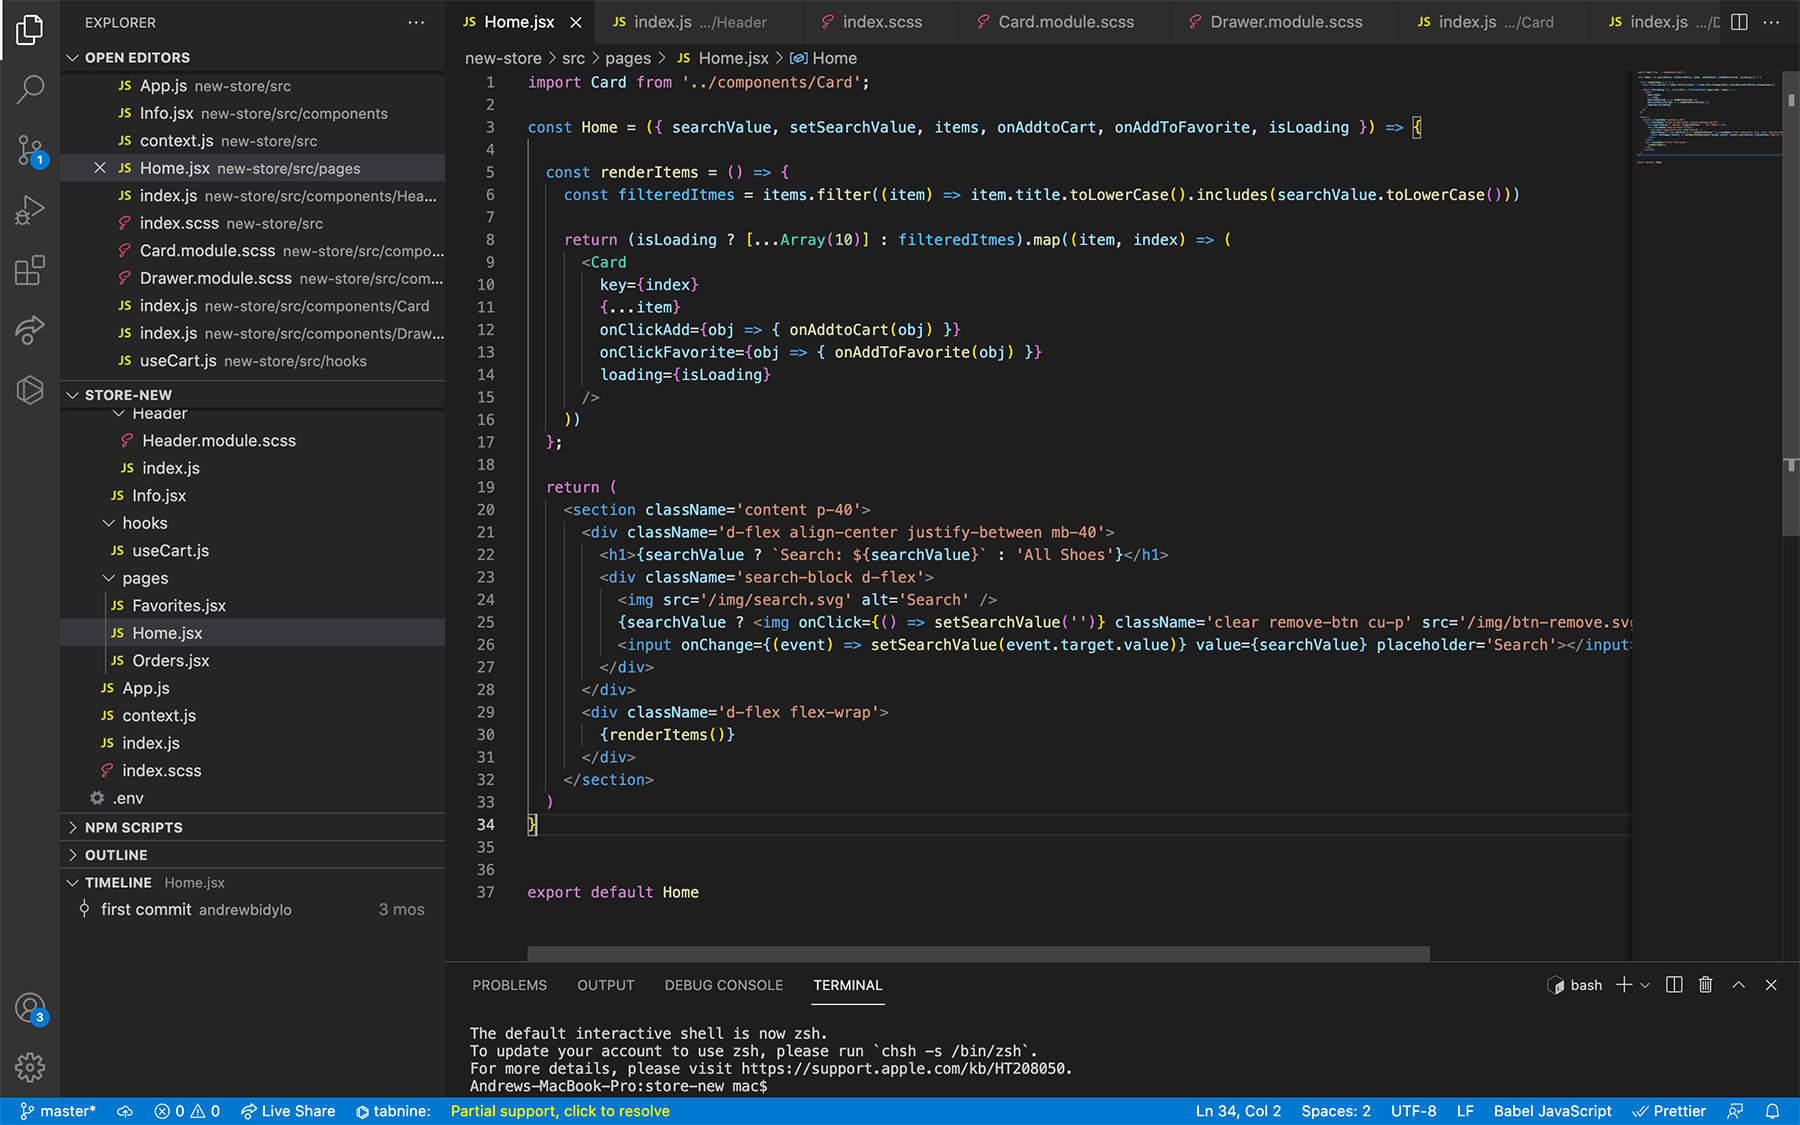 EXPLORER
OPEN EDITORS
JS App.js new-store/src
JS Info.jsx new-store/src/components
JS context.js new-store/src
JS Home.jsx new-store/src/pages
JS index.js new-store/src/components/Hea...
index.scss new-store/src
Card.module.scss new-store/src/compo...
Drawer.module.scss new-store/src/com...
JS index.js new-store/src/components/Card
JS index.js new-store/src/components/Draw...
JS useCart.js new-store/src/hooks
STORE-NEW
Header
Header.module.scss
JS index.js
JS Info.jsx
hooks
JS useCart.js
pages
JS Favorites.jsx
JS Home.jsx
JS Orders.jsx
JS App.js
JS context.js
JS index.js
index.scss
.env
NPM SCRIPTS
OUTLINE
TIMELINE Home.jsx
first commit andrewbidylo 3 mos
1
3
JS Home.jsx JS index.js .../Header index.scss Card.module.scss Drawer.module.scss JS index.js .../Card JS index.js .../D
new-store > src > pages > JS Home.jsx > Home
1 import Card from '../components/Card';
2
3 const Home = ({ searchValue, setSearchValue, items, onAddtoCart, onAddToFavorite, isLoading }) => {
4
5 const renderItems = () => {
6 const filteredItmes = items.filter((item) => item.title.toLowerCase().includes(searchValue.toLowerCase()))
7
8 return (isLoading ? [...Array(10)] : filteredItmes).map((item, index) => (
9 <Card
10 key={index}
11 {...item}
12 onClickAdd={obj => { onAddtoCart(obj) }}
13 onClickFavorite={obj => { onAddToFavorite(obj) }}
14 loading={isLoading}
15 />
16 ))
17 };
18
19 return (
20 <section className='content p-40'>
21 <div className='d-flex align-center justify-between mb-40'>
22 <h1>{searchValue ? `Search: ${searchValue}` : 'All Shoes'}</h1>
23 <div className='search-block d-flex'>
24 <img src='/img/search.svg' alt='Search' />
25 {searchValue ? <img onClick={() => setSearchValue('')} className='clear remove-btn cu-p' src='/img/btn-remove.svg
26 <input onChange={(event) => setSearchValue(event.target.value)} value={searchValue} placeholder='Search'></input>
27 </div>
28 </div>
29 <div className='d-flex flex-wrap'>
30 {renderItems()}
31 </div>
32 </section>
33 )
34 }
35
36
37 export default Home
PROBLEMS OUTPUT DEBUG CONSOLE TERMINAL bash
The default interactive shell is now zsh.
To update your account to use zsh, please run `chsh -s /bin/zsh`.
For more details, please visit https://support.apple.com/kb/HT208050.
Andrews-MacBook-Pro:store-new mac$
master* 0 0 Live Share tabnine: Partial support, click to resolve Ln 34, Col 2 Spaces: 2 UTF-8 LF Babel JavaScript Prettier